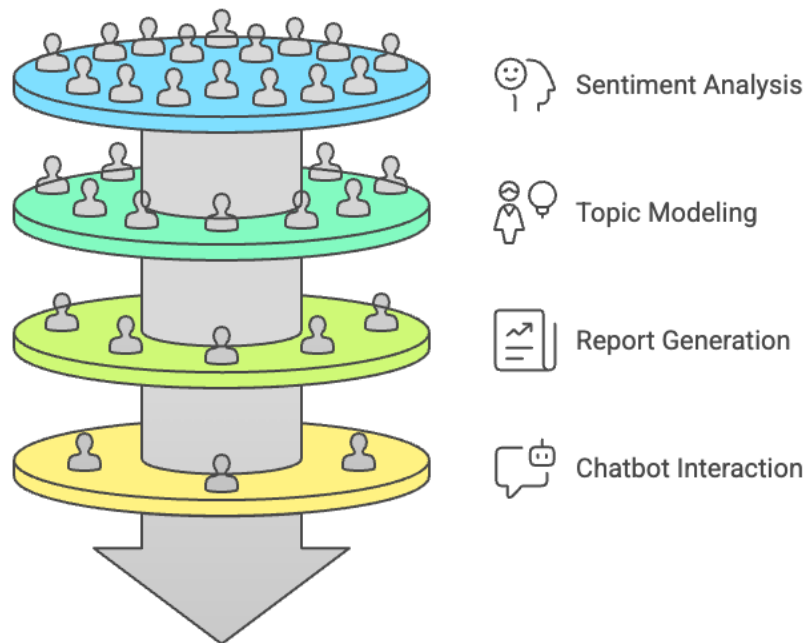 Sentiment Analysis
Topic Modeling
Report Generation
Chatbot Interaction